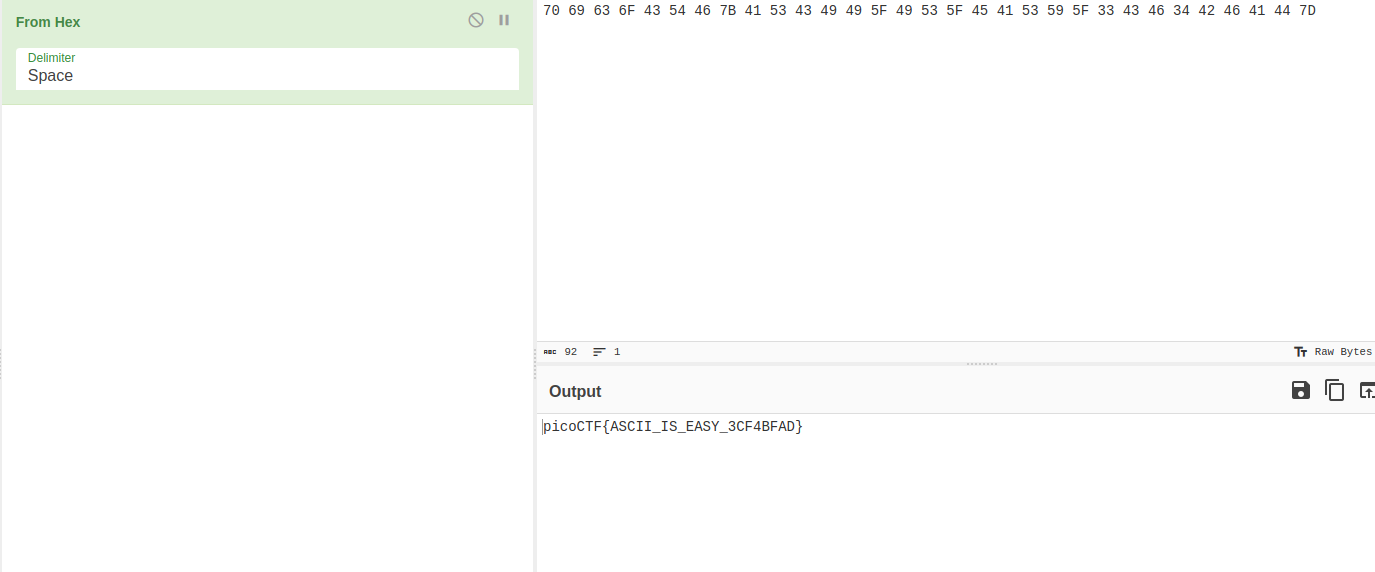 From Hex
Delimiter
Space
70 69 63 6F 43 54 46 7B 41 53 43 49 49 5F 49 53 5F 45 41 53 59 5F 33 43 46 34 42 46 41 44 7D
ABC 92 1 Tт Raw Bytes
Output
picoCTF{ASCII_IS_EASY_3CF4BFAD}